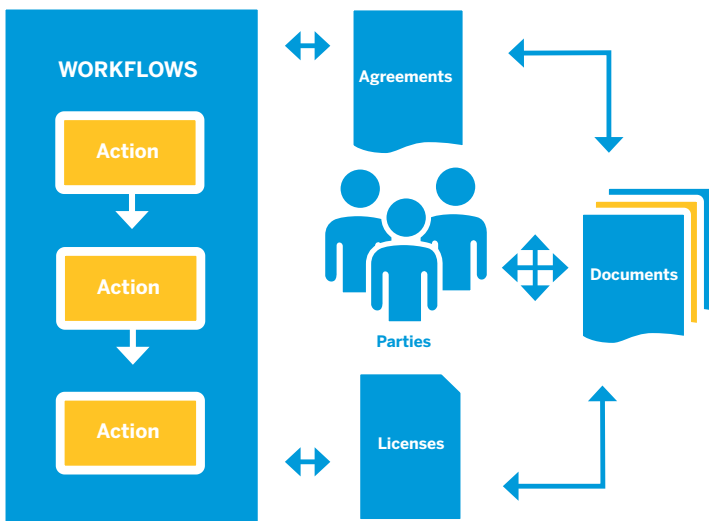 WORKFLOWS
Action
Action
Action
Agreements
Parties
Licenses
Documents